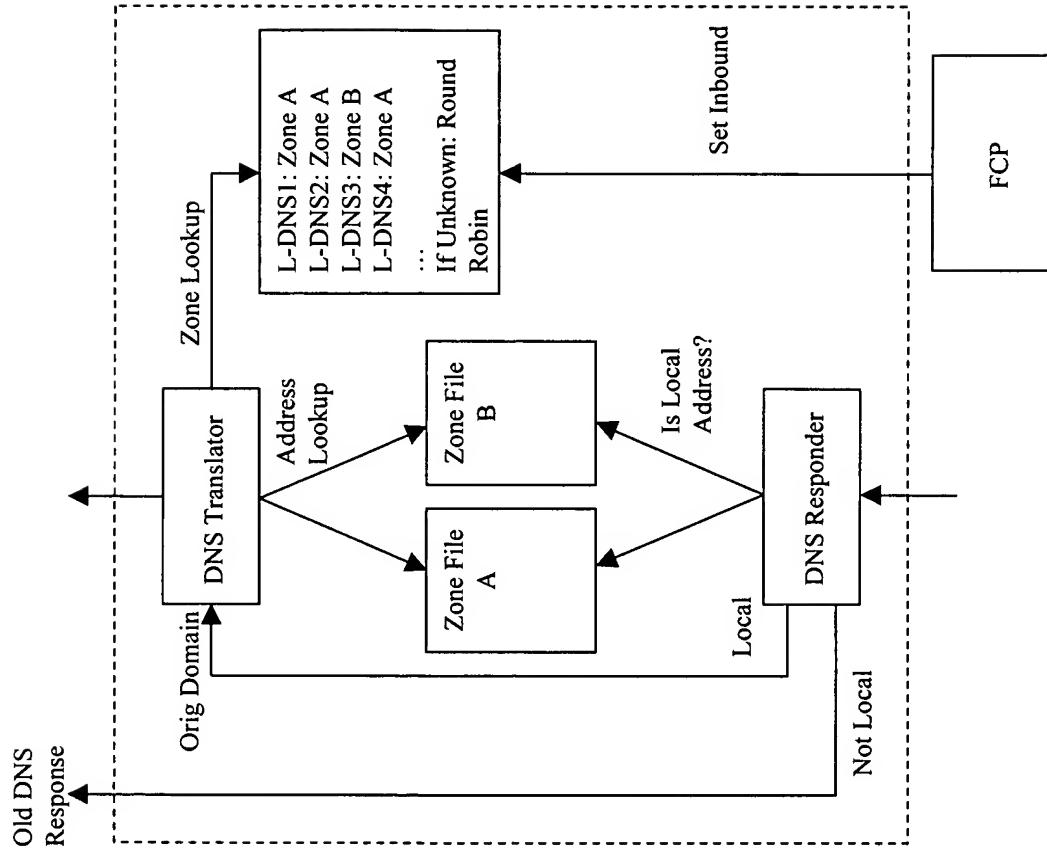 Old DNS
Response
Orig Domain
DNS Translator
Zone Lookup
Address
Lookup
L-DNS1: Zone A
L-DNS2: Zone A
L-DNS3: Zone B
L-DNS4: Zone A
…
If Unknown: Round
Robin
Zone File
A
Zone File
B
Is Local
Address?
Set Inbound
Local
Not Local
DNS Responder
FCP